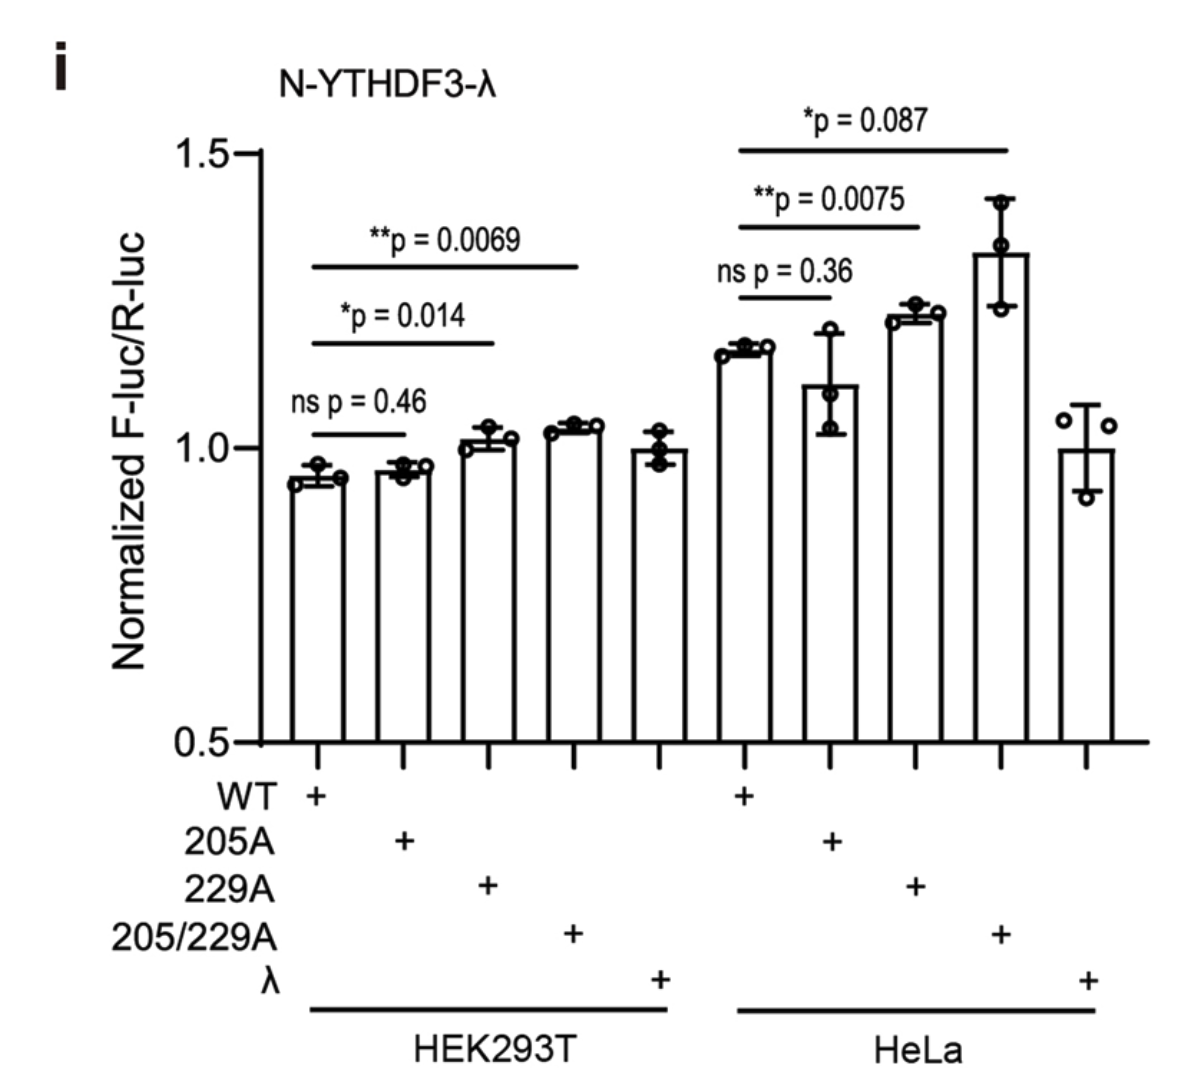 i
N-YTHDF3-λ
*p = 0.087
1.5
**p = 0.0075
**p = 0.0069
ns p = 0.36
*p = 0.014
ns p = 0.46
1.0
0.5
Normalized F-luc/R-luc
WT + +
205A + +
229A + +
205/229A + +
λ + +
HEK293T HeLa